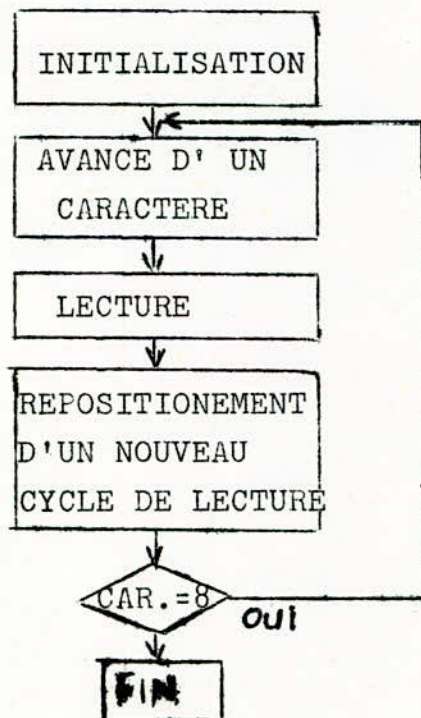 INITIALISATION
AVANCE D' UN
CARACTERE
LECTURE
REPOSITIONEMENT
D'UN NOUVEAU
CYCLE DE LECTURE
CAR.=8
OUI
FIN